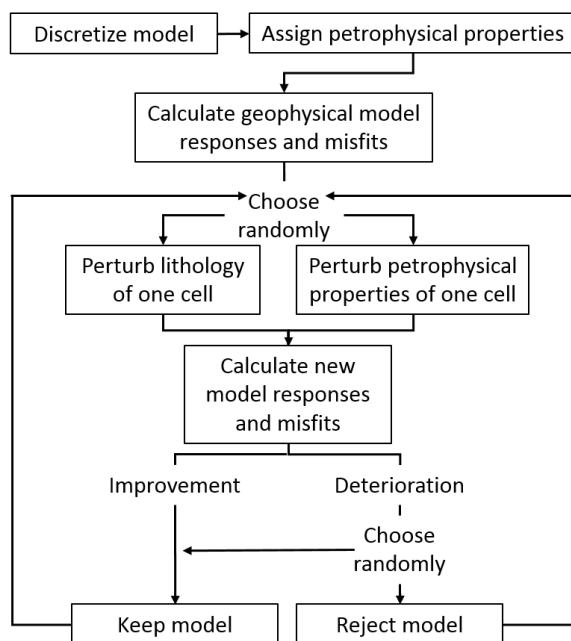 Discretize model
Assign petrophysical properties
Calculate geophysical model
responses and misfits
Choose
randomly
Perturb lithology
of one cell
Perturb petrophysical
properties of one cell
Calculate new
model responses
and misfits
Improvement
Deterioration
Choose
randomly
Keep model
Reject model